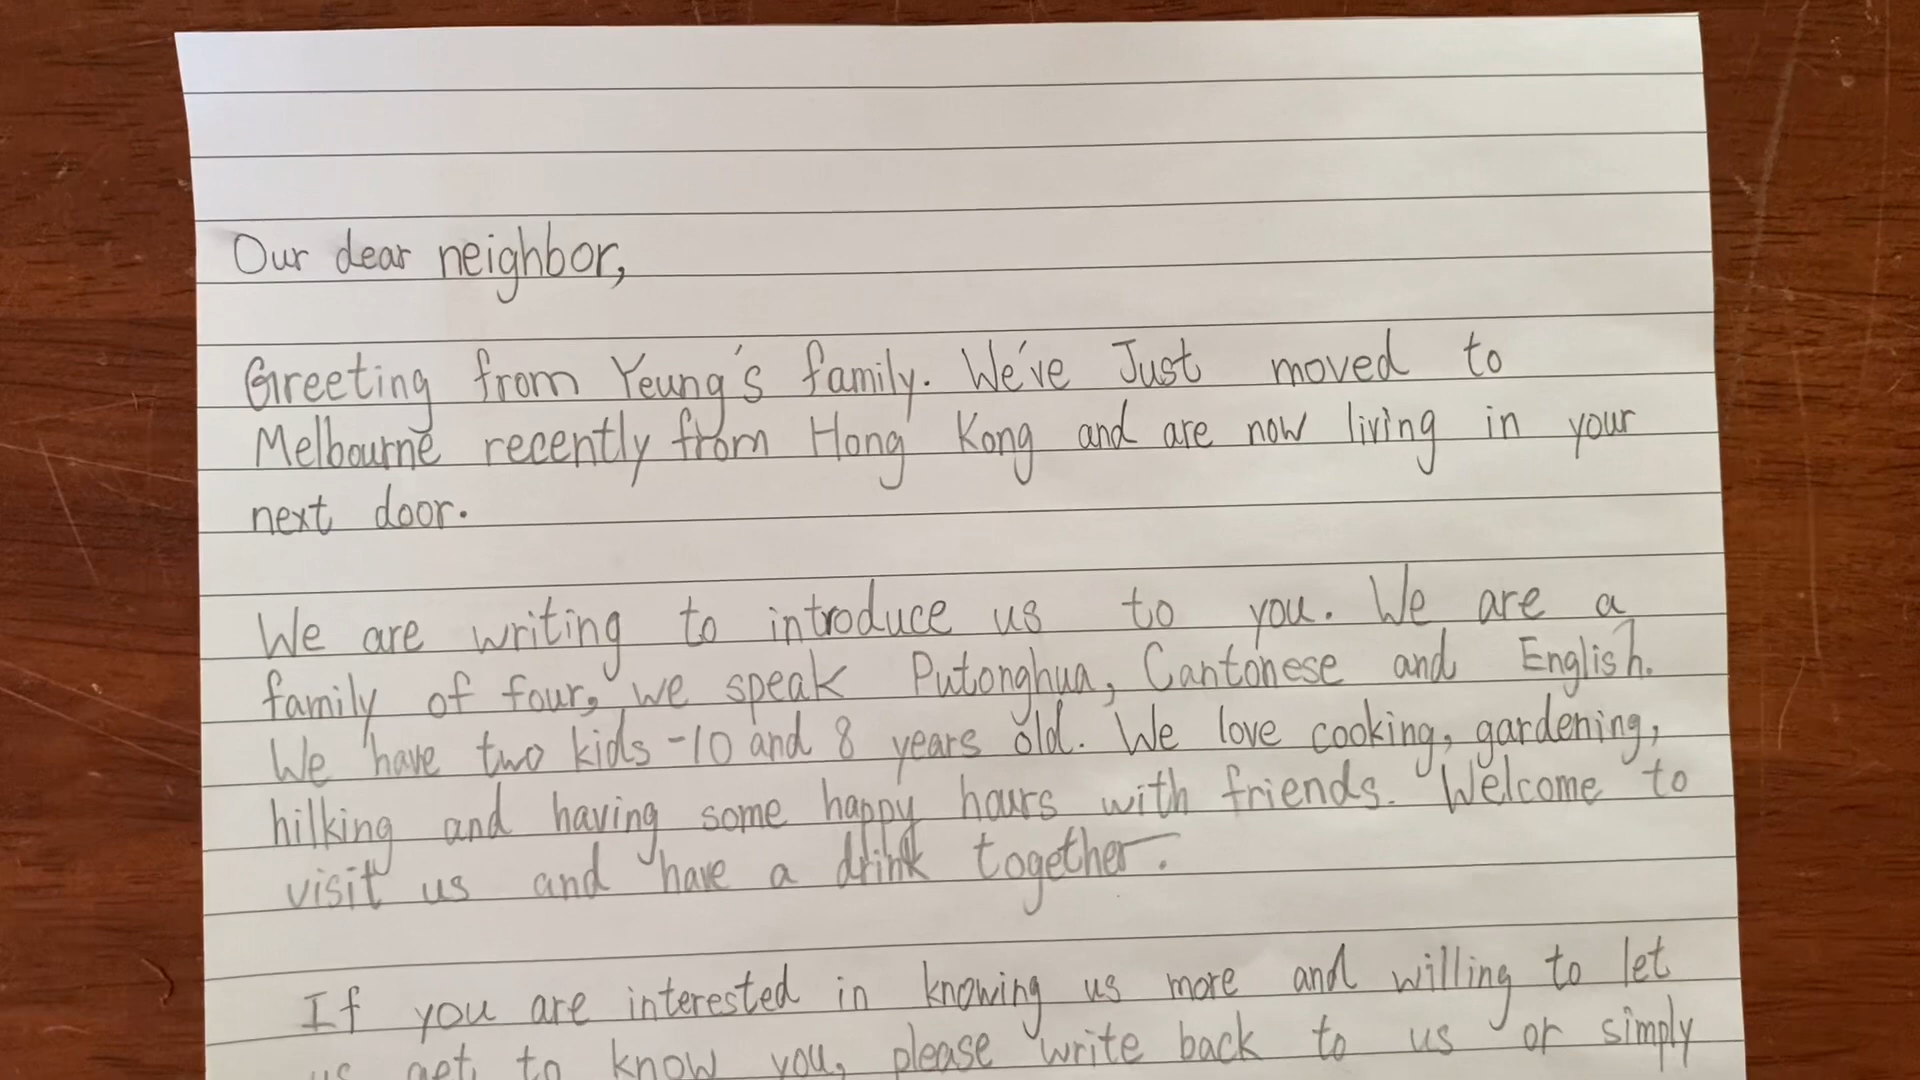 Our dear neighbor,
Greeting from Yeung's family. We've Just moved to
Melbourne recently from Hong Kong and are now living in your
next door.
We are writing to introduce us to you. We are a
family of four, we speak Putonghua, Cantonese and English.
We have two kids -10 and 8 years old. We love cooking, gardening,
hilking and having some happy hours with friends. Welcome to
visit us and have a drink together.
If you are interested in knowing us more and willing to let
us get to know you, please write back to us or simply